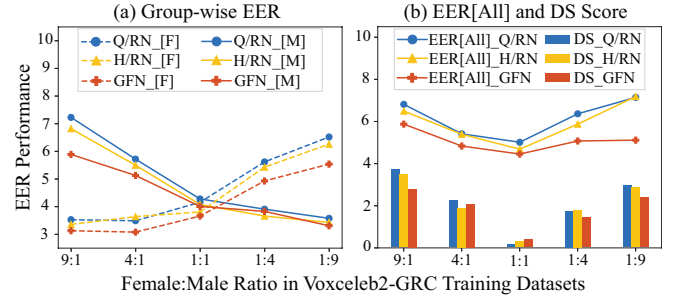 (a) Group-wise EER
(b) EER[All] and DS Score
EER Performance
10
9
8
7
6
5
4
3
Q/RN_[F]
H/RN_[F]
GFN_[F]
Q/RN_[M]
H/RN_[M]
GFN_[M]
9:1
4:1
1:1
1:4
1:9
10
8
6
4
2
0
EER[All]_Q/RN
EER[All]_H/RN
EER[All]_GFN
DS_Q/RN
DS_H/RN
DS_GFN
9:1
4:1
1:1
1:4
1:9
Female:Male Ratio in Voxceleb2-GRC Training Datasets